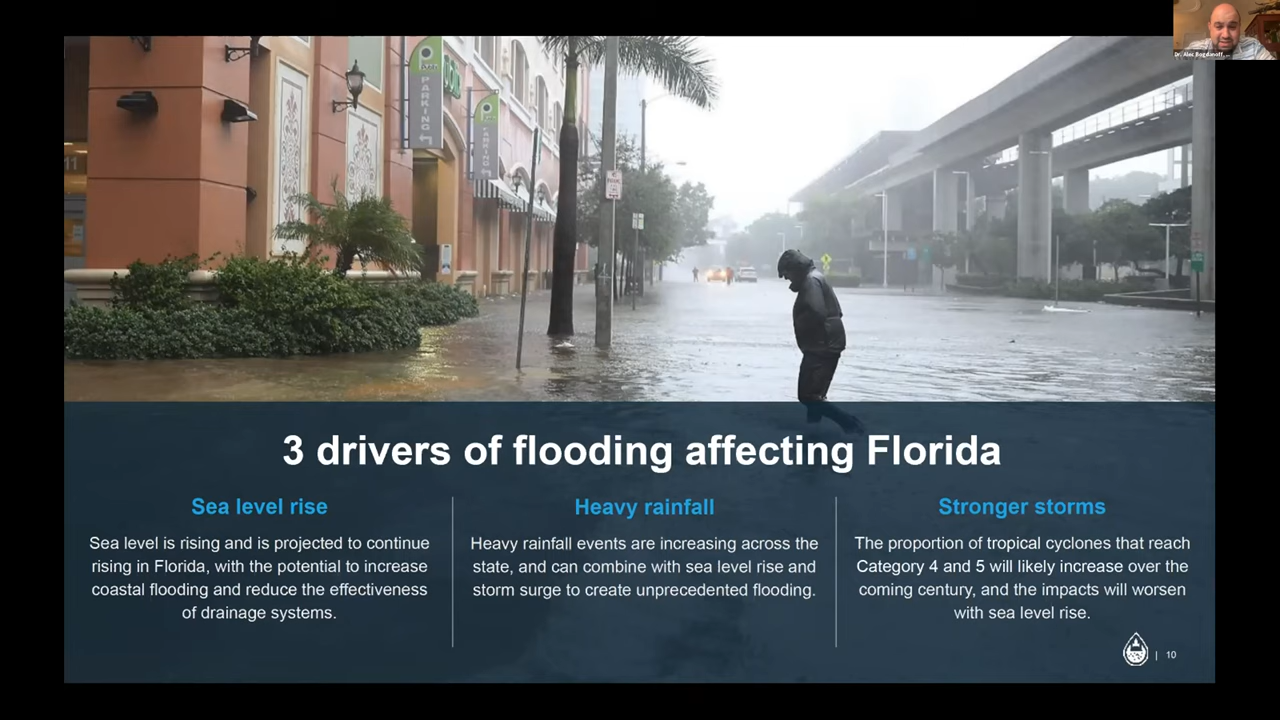 Dr. Alec Bogdanoff...
PARKING
PARKING
11
3 drivers of flooding affecting Florida
Sea level rise
Sea level is rising and is projected to continue
rising in Florida, with the potential to increase
coastal flooding and reduce the effectiveness
of drainage systems.
Heavy rainfall
Heavy rainfall events are increasing across the
state, and can combine with sea level rise and
storm surge to create unprecedented flooding.
Stronger storms
The proportion of tropical cyclones that reach
Category 4 and 5 will likely increase over the
coming century, and the impacts will worsen
with sea level rise.
| 10